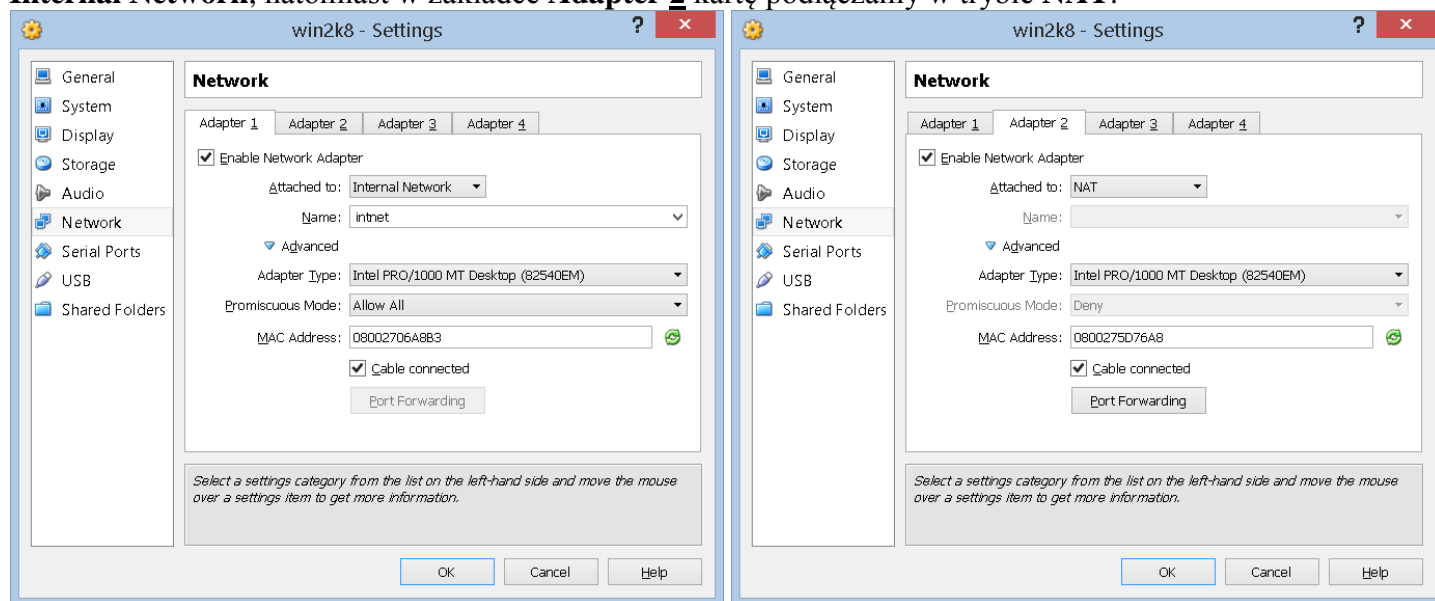 Internal Network, natomiast w zakładce Adapter 2 kartę podłączamy w trybie NAT.
win2k8 - Settings
?
×
General
System
Display
Storage
Audio
Network
Serial Ports
USB
Shared Folders
Network
Adapter 1
Adapter 2
Adapter 3
Adapter 4
Enable Network Adapter
Attached to: Internal Network
Name: intnet
Advanced
Adapter Type: Intel PRO/1000 MT Desktop (82540EM)
Promiscuous Mode: Allow All
MAC Address: 08002706A8B3
Cable connected
Port Forwarding
Select a settings category from the list on the left-hand side and move the mouse
over a settings item to get more information.
OK
Cancel
Help
win2k8 - Settings
?
×
General
System
Display
Storage
Audio
Network
Serial Ports
USB
Shared Folders
Network
Adapter 1
Adapter 2
Adapter 3
Adapter 4
Enable Network Adapter
Attached to: NAT
Name:
Advanced
Adapter Type: Intel PRO/1000 MT Desktop (82540EM)
Promiscuous Mode: Deny
MAC Address: 0800275D76A8
Cable connected
Port Forwarding
Select a settings category from the list on the left-hand side and move the mouse
over a settings item to get more information.
OK
Cancel
Help